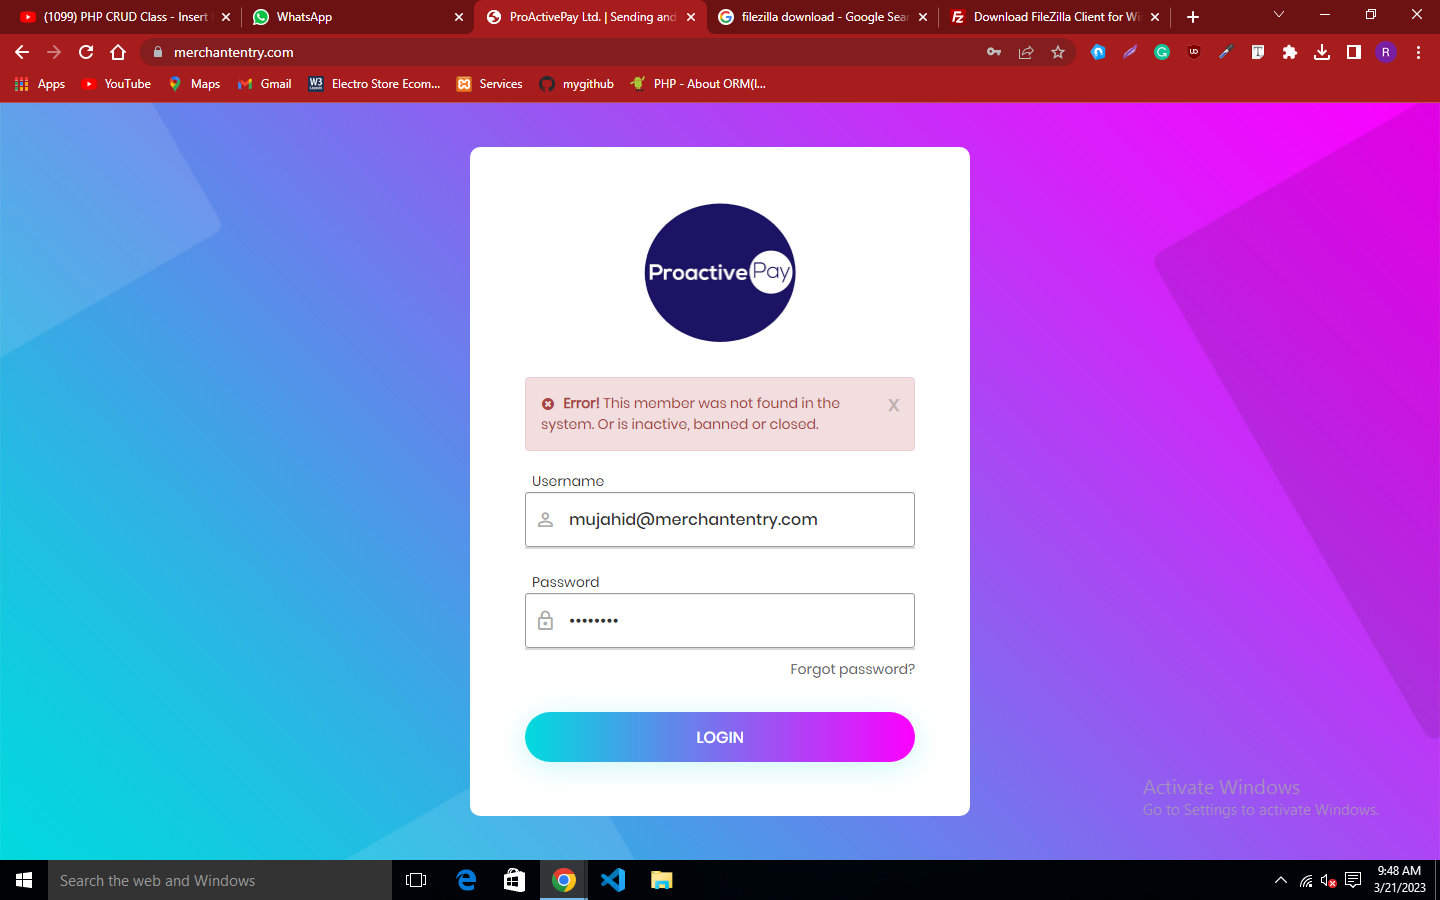 (1099) PHP CRUD Class - Insert
WhatsApp
ProActivePay Ltd. | Sending and
filezilla download - Google Sear
Download FileZilla Client for Wi
merchantentry.com
R
Apps
YouTube
Maps
Gmail
Electro Store Ecom...
Services
mygithub
PHP - About ORM(I...
Proactive Pay
Error! This member was not found in the
system. Or is inactive, banned or closed.
X
Username
mujahid@merchantentry.com
Password
••••••••
Forgot password?
LOGIN
Activate Windows
Go to Settings to activate Windows.
Search the web and Windows
9:48 AM
3/21/2023